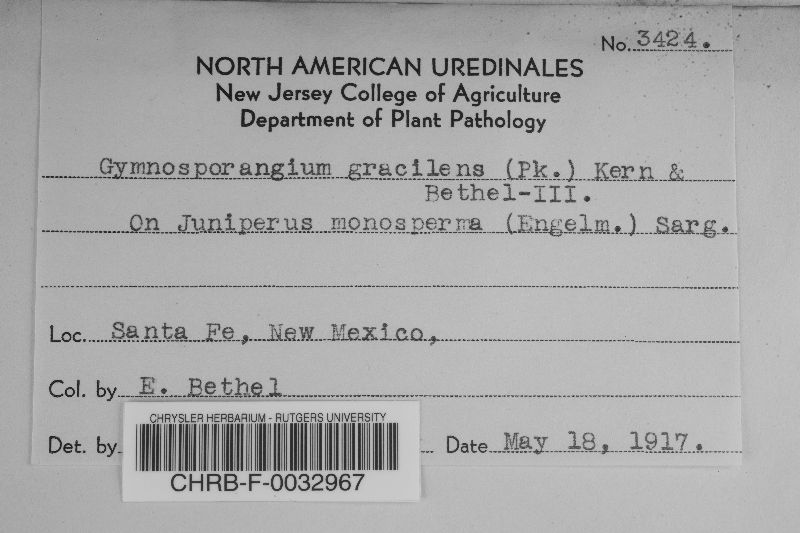 No. 3424.
NORTH AMERICAN UREDINALES
New Jersey College of Agriculture
Department of Plant Pathology
Gymnosporangium gracilens (Pk.) Kern &
Bethel-III.
On Juniperus monosperma (Engelm.) Sarg.
Loc. Santa Fe, New Mexico,
Col. by E. Bethel
Det. by Date May 18, 1917.
CHRYSLER HERBARIUM - RUTGERS UNIVERSITY
CHRB-F-0032967